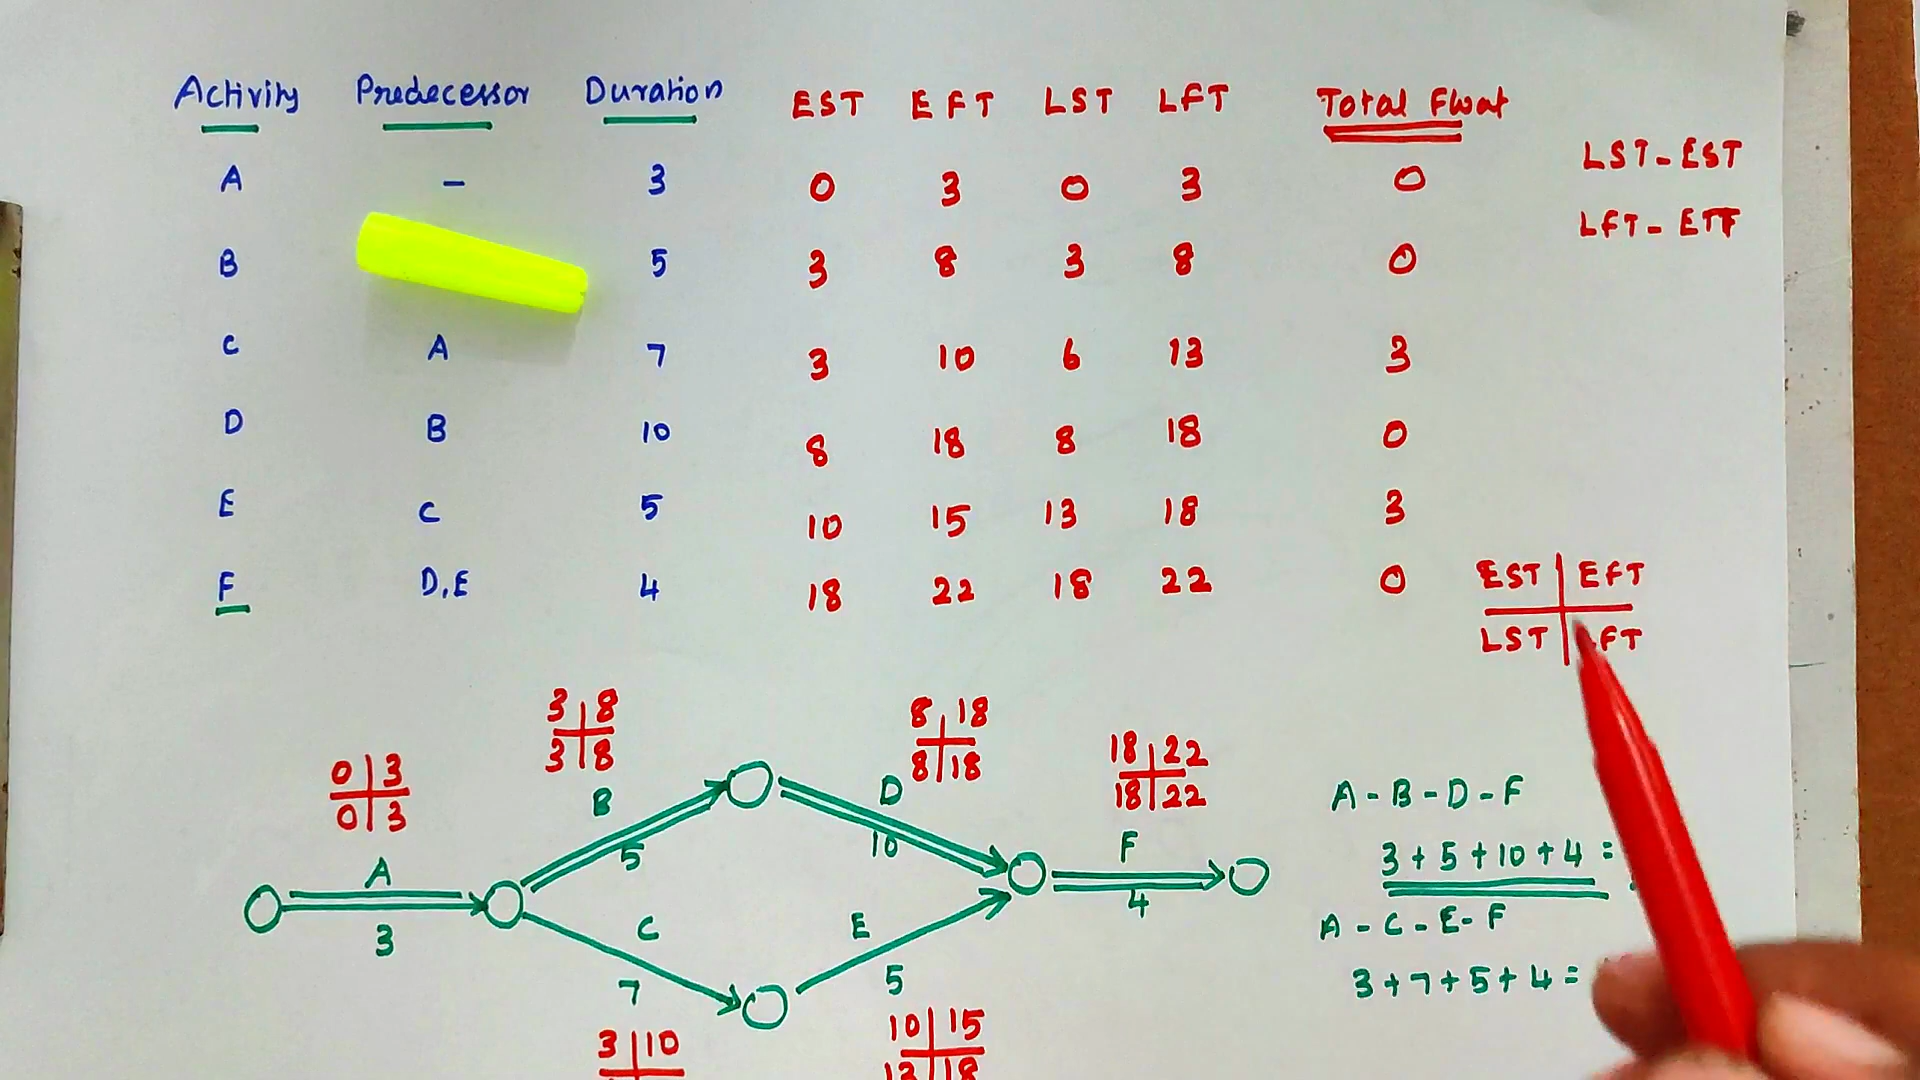 Activity Predecessor Duration EST EFT LST LFT Total Float
A - 3 0 3 0 3 0
LST - EST
B 5 3 8 3 8 0
LFT - ETF
C A 7 3 10 6 13 3
D B 10 8 18 8 18 0
E C 5 10 15 13 18 3
F D,E 4 18 22 18 22 0
EST EFT
LST FT
3 8
3 8
8 18
8 18
18 22
18 22
0 3
0 3
B
5
D
10
A
3
F
4
C
7
E
5
3 10
10 15
13 18
A - B - D - F
3 + 5 + 10 + 4 =
A - C - E - F
3 + 7 + 5 + 4 =